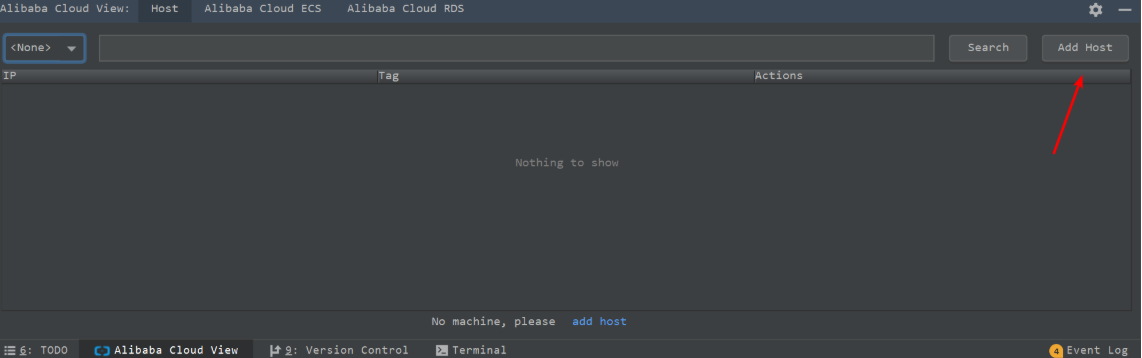 Alibaba Cloud View: Host Alibaba Cloud ECS Alibaba Cloud RDS
<None> Search Add Host
IP Tag Actions
Nothing to show
No machine, please add host
6: TODO Alibaba Cloud View 9: Version Control Terminal 4 Event Log